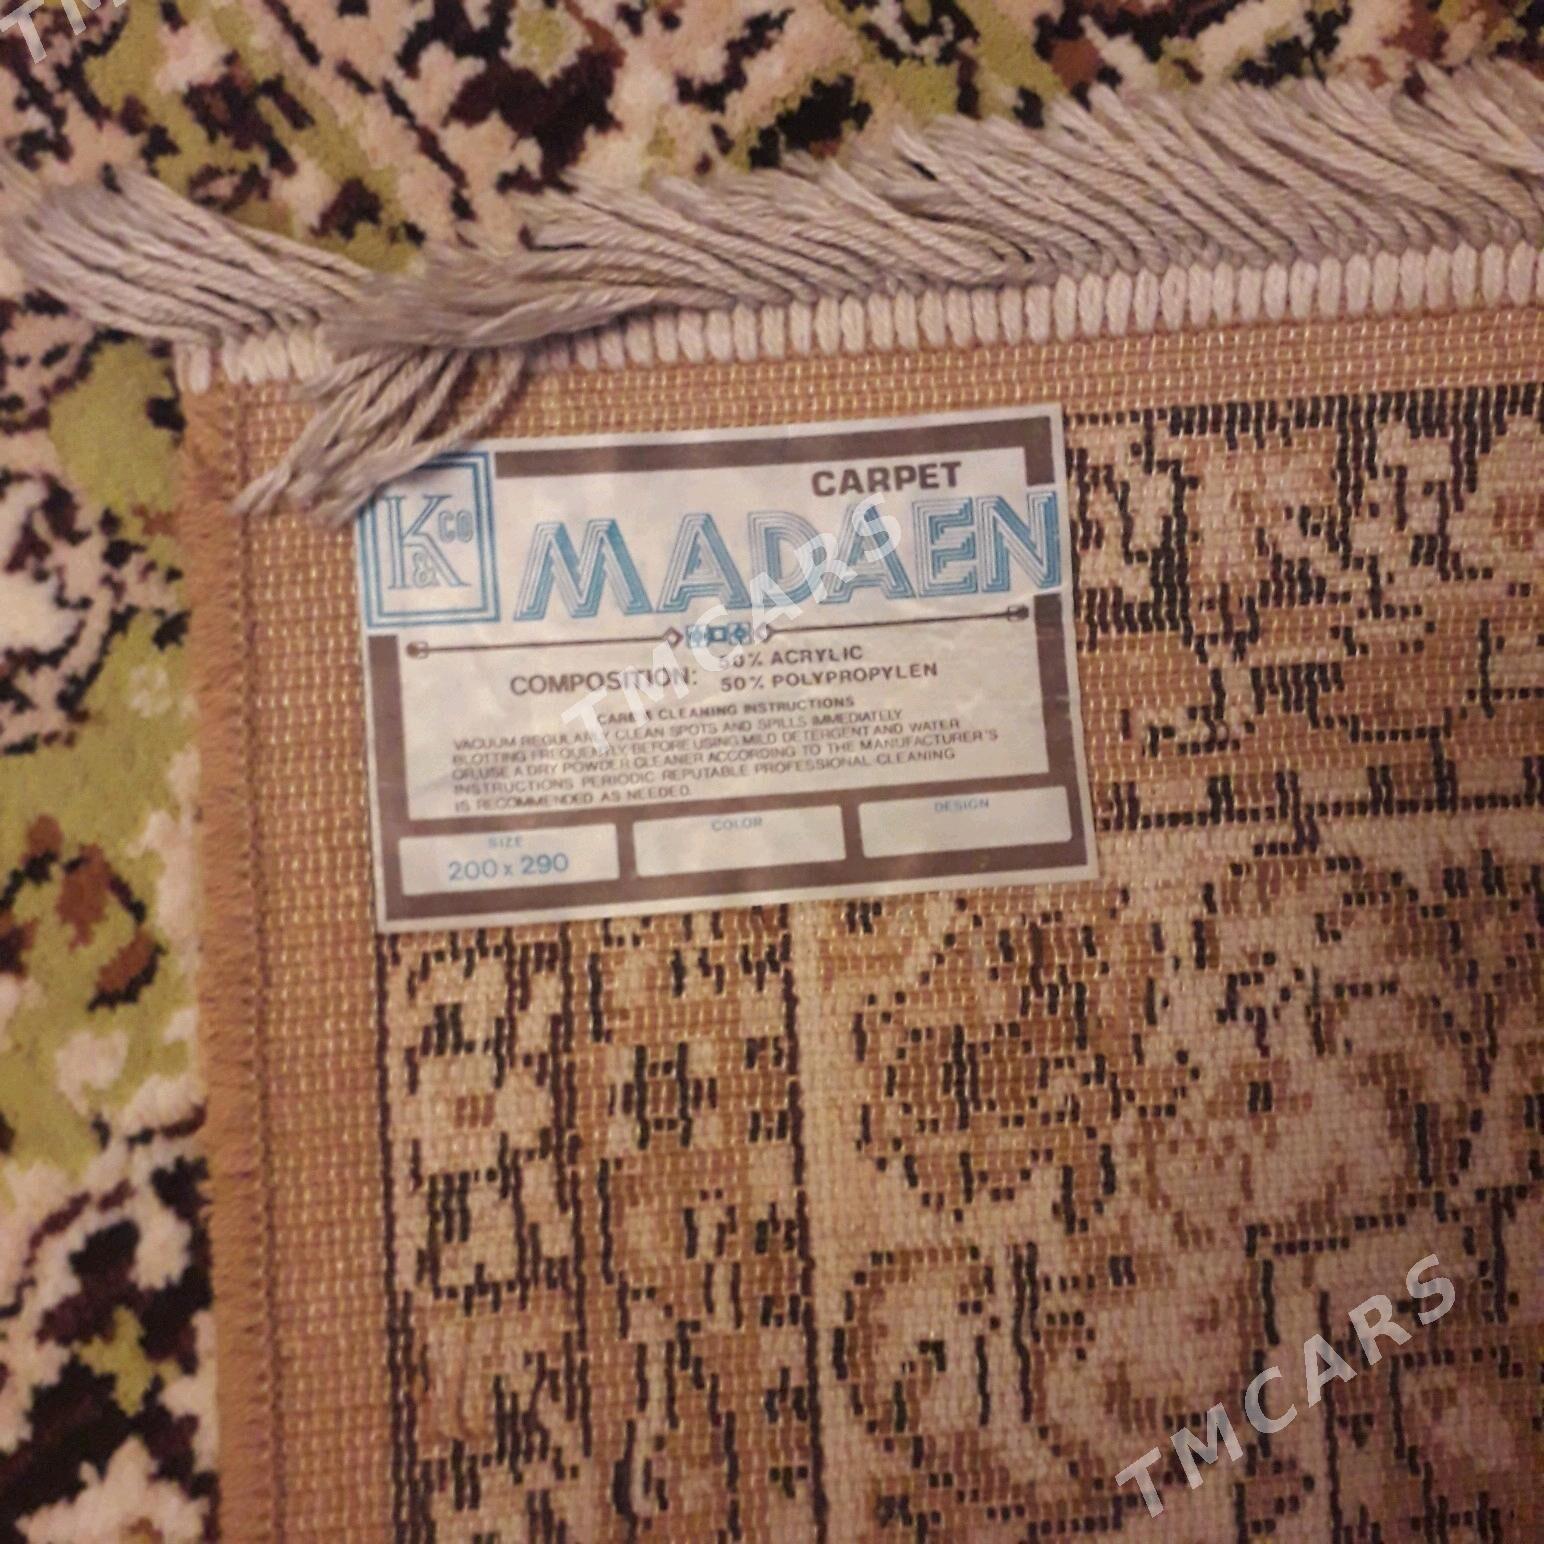 TM
K&CO
CARPET
MADAEN
TMCARS
COMPOSITION: 50% ACRYLIC
50% POLYPROPYLEN
CARE & CLEANING INSTRUCTIONS
VACUUM REGULARLY CLEAN SPOTS AND SPILLS IMMEDIATELY
BLOTTING FREQUENTLY BEFORE USING MILD DETERGENT AND WATER
OR USE A DRY POWDER CLEANER ACCORDING TO THE MANUFACTURER'S
INSTRUCTIONS PERIODIC REPUTABLE PROFESSIONAL CLEANING
IS RECOMMENDED AS NEEDED.
SIZE
200 x 290
COLOR
DESIGN
TMCARS